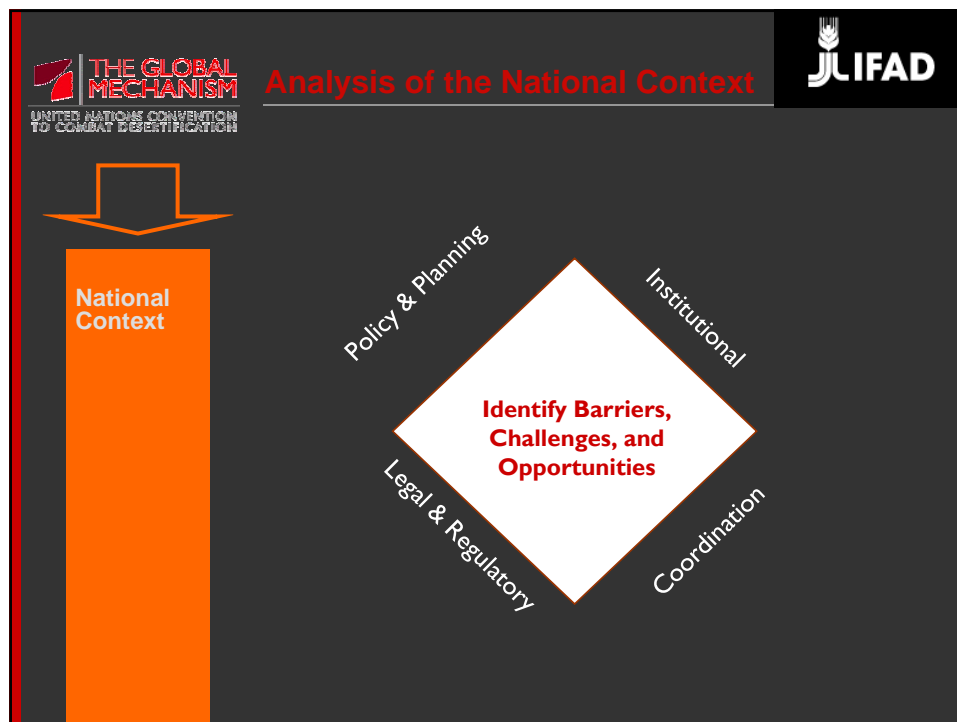 THE GLOBAL
MECHANISM
UNITED NATIONS CONVENTION
TO COMBAT DESERTIFICATION
Analysis of the National Context
IFAD
National
Context
Policy & Planning
Institutional
Identify Barriers,
Challenges, and
Opportunities
Legal & Regulatory
Coordination